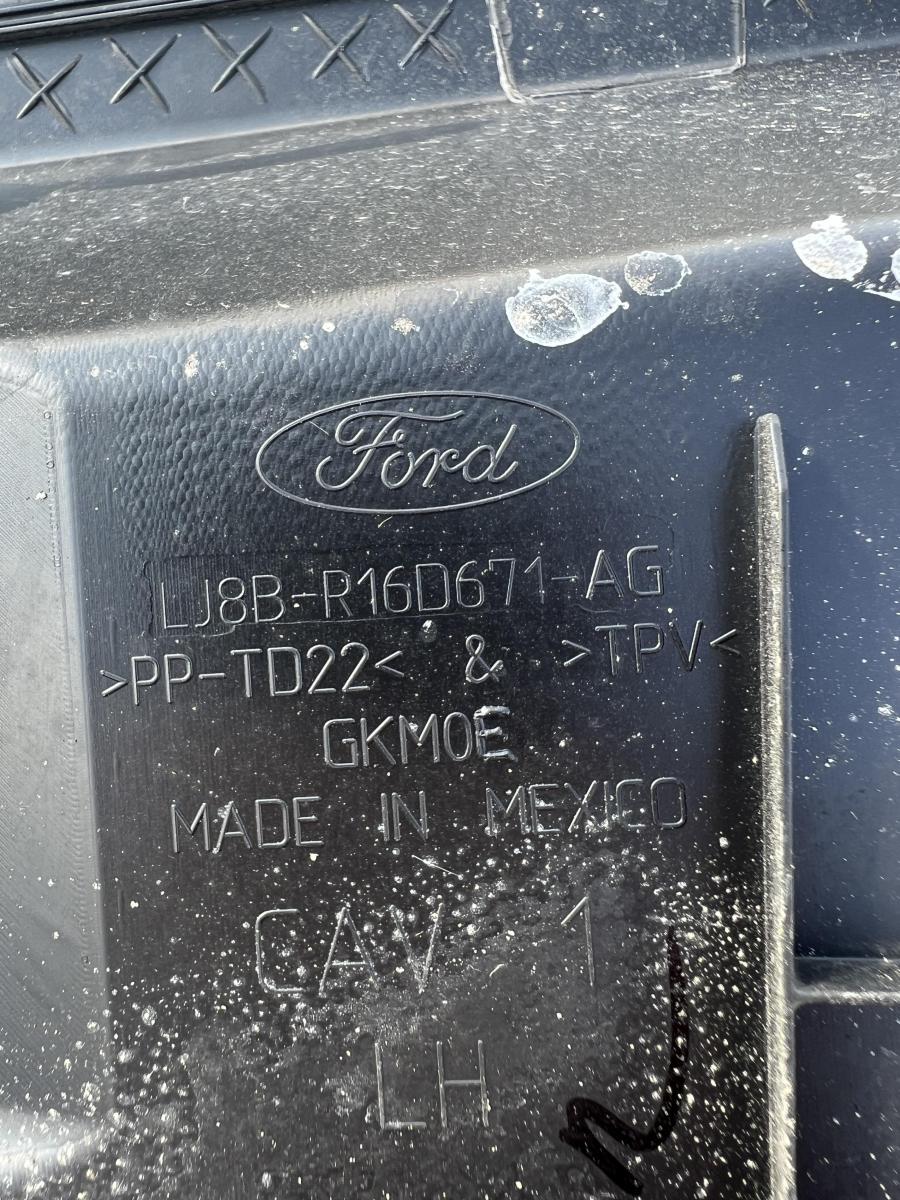 Ford
LJ8B-R16D671-AG
>PP-TD22< & >TPV<
GKM0E
MADE IN MEXICO
CAV 1
LH